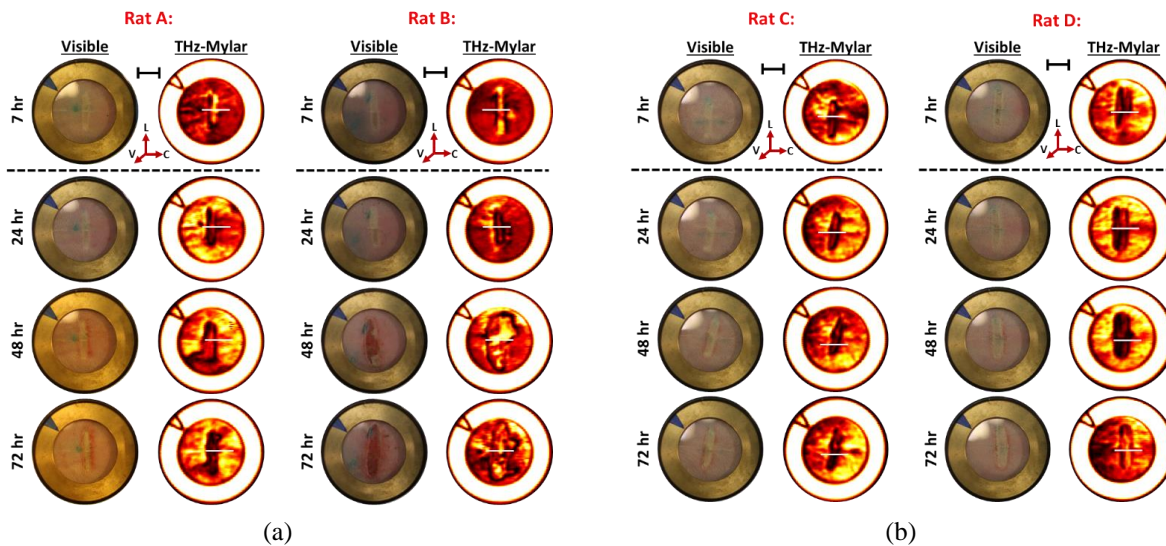 Rat A: Rat B: Rat C: Rat D:
Visible THz-Mylar Visible THz-Mylar Visible THz-Mylar Visible THz-Mylar
7 hr 7 hr 7 hr 7 hr
L L L L
V C V C V C V C
24 hr 24 hr 24 hr 24 hr
48 hr 48 hr 48 hr 48 hr
72 hr 72 hr 72 hr 72 hr
(a) (b)